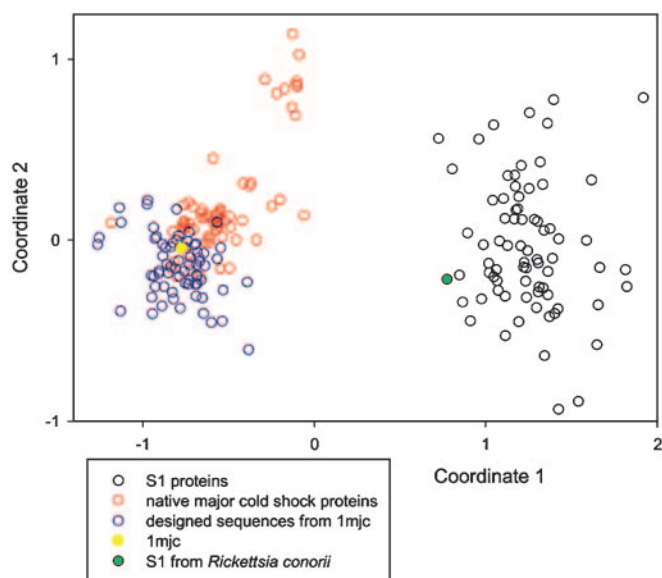 1
Coordinate 2
0
-1
-1
0
1
2
Coordinate 1
S1 proteins
native major cold shock proteins
designed sequences from 1mjc
1mjc
S1 from Rickettsia conorii